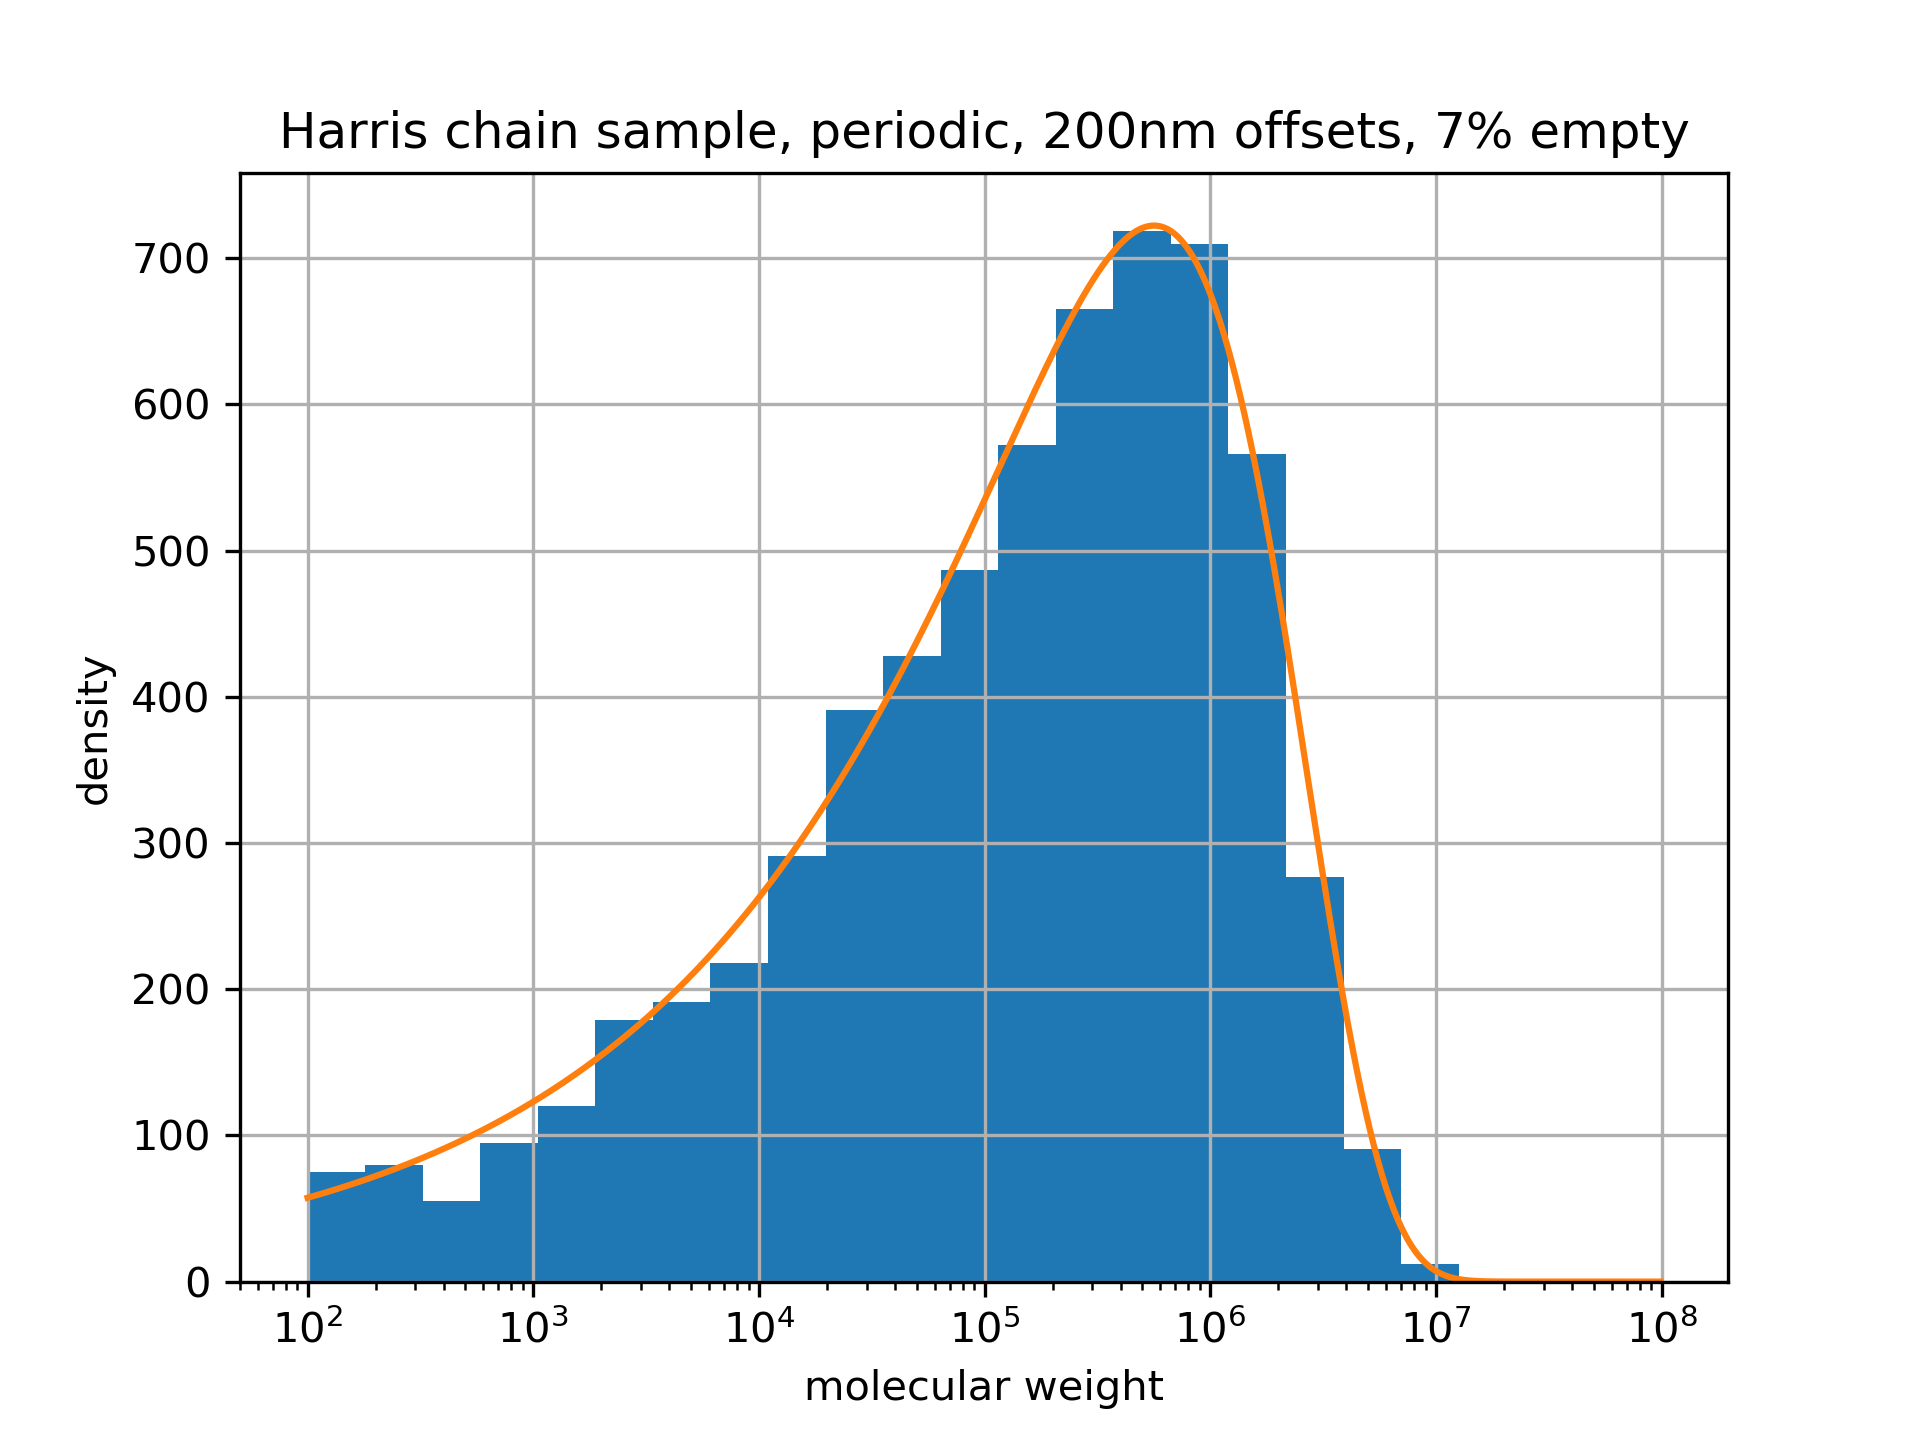 Harris chain sample, periodic, 200nm offsets, 7% empty
density
700
600
500
400
300
200
100
0
10² 10³ 10⁴ 10⁵ 10⁶ 10⁷ 10⁸
molecular weight